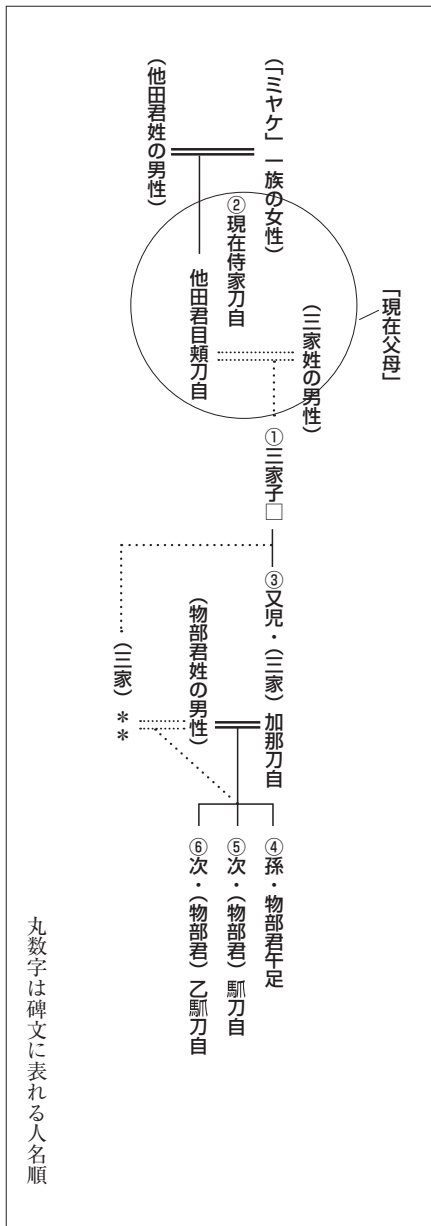 「現在父母」
（「ミヤケ」一族の女性）
（他田君姓の男性）
②現在侍家刀自
他田君目頬刀自
（三家姓の男性）
①三家子□
③又児・（三家）加那刀自
（三家）＊＊
（物部君姓の男性）
④孫・物部君午足
⑤次・（物部君）馴刀自
⑥次・（物部君）乙馴刀自
丸数字は碑文に表れる人名順